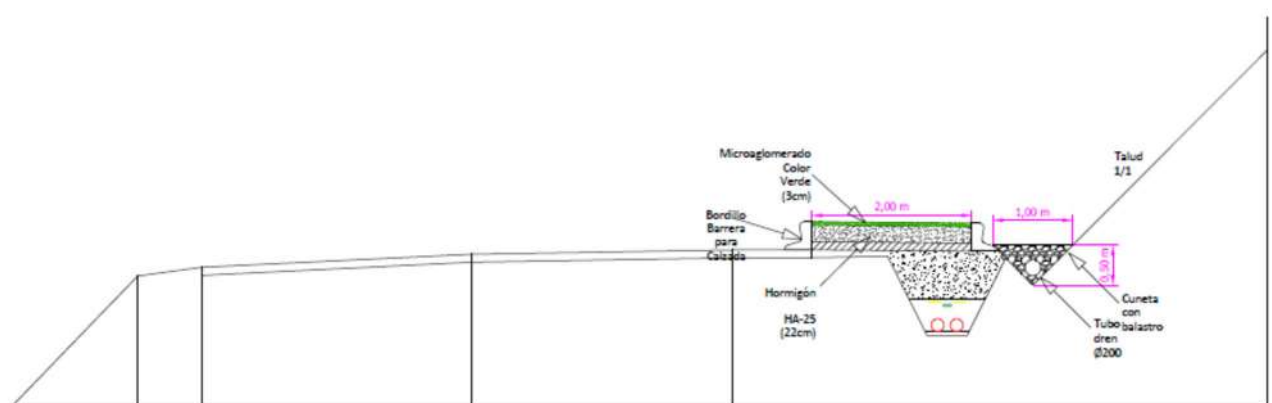 Microaglomerado
Color
Verde
(3cm)
2,00 m
1,00 m
Talud
1/1
Bordillo
Barrera
para
Calzada
0,50 m
Hormigón
HA-25
(22cm)
Cuneta
con
balastro
Tubo
dren
Ø200